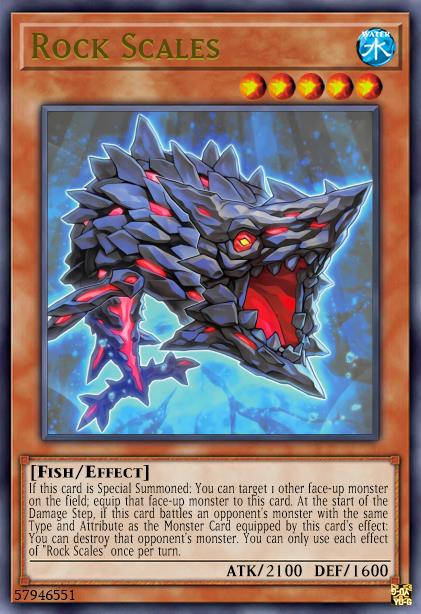 ROCK SCALES
WATER
水
[FISH/EFFECT]
If this card is Special Summoned: You can target 1 other face-up monster
on the field; equip that face-up monster to this card. At the start of the
Damage Step, if this card battles an opponent's monster with the same
Type and Attribute as the Monster Card equipped by this card's effect:
You can destroy that opponent's monster. You can only use each effect
of "Rock Scales" once per turn.
ATK/2100 DEF/1600
57946551